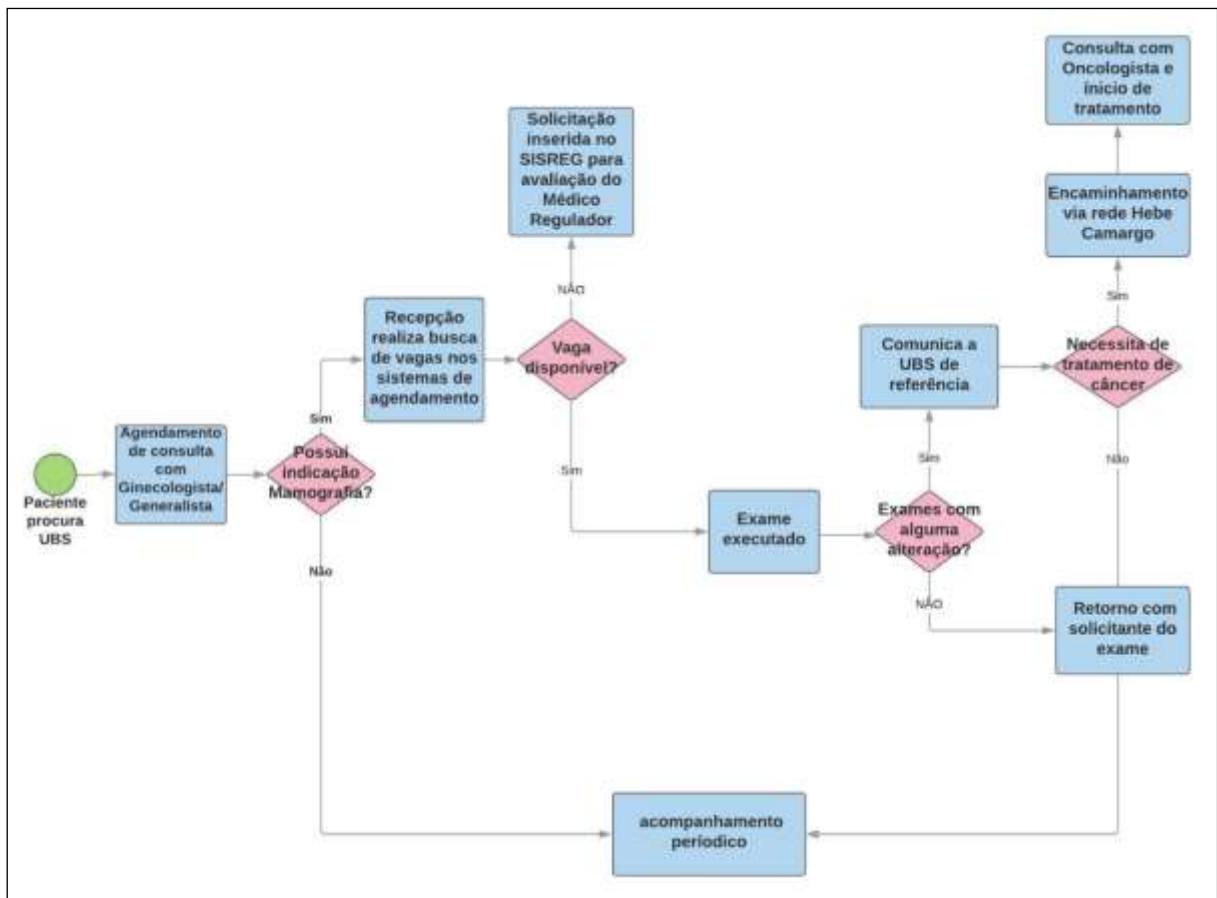 Paciente
procura
UBS
Agendamento
de consulta
com
Ginecologista/
Generalista
Possui
indicação
Mamografia?
Sim
Não
Recepção
realiza busca
de vagas nos
sistemas de
agendamento
Vaga
disponível?
NÃO
Solicitação
inserida no
SISREG para
avaliação do
Médico
Regulador
Sim
Exame
executado
Exames com
alguma
alteração?
Sim
Comunica a
UBS de
referência
NÃO
Retorno com
solicitante do
exame
Necessita de
tratamento de
câncer
Sim
Encaminhamento
via rede Hebe
Camargo
Consulta com
Oncologista e
ínicio de
tratamento
Não
acompanhamento
períodico